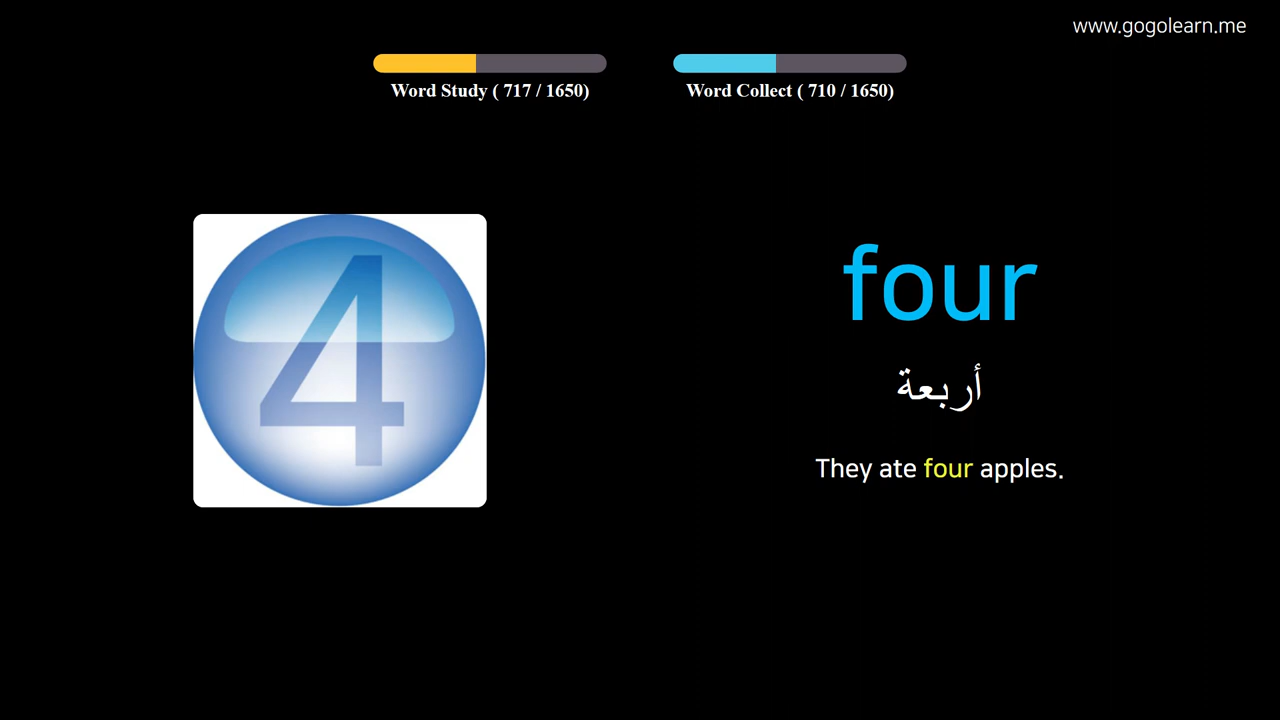 www.gogolearn.me
Word Study ( 717 / 1650)
Word Collect ( 710 / 1650)
4
four
أربعة
They ate four apples.